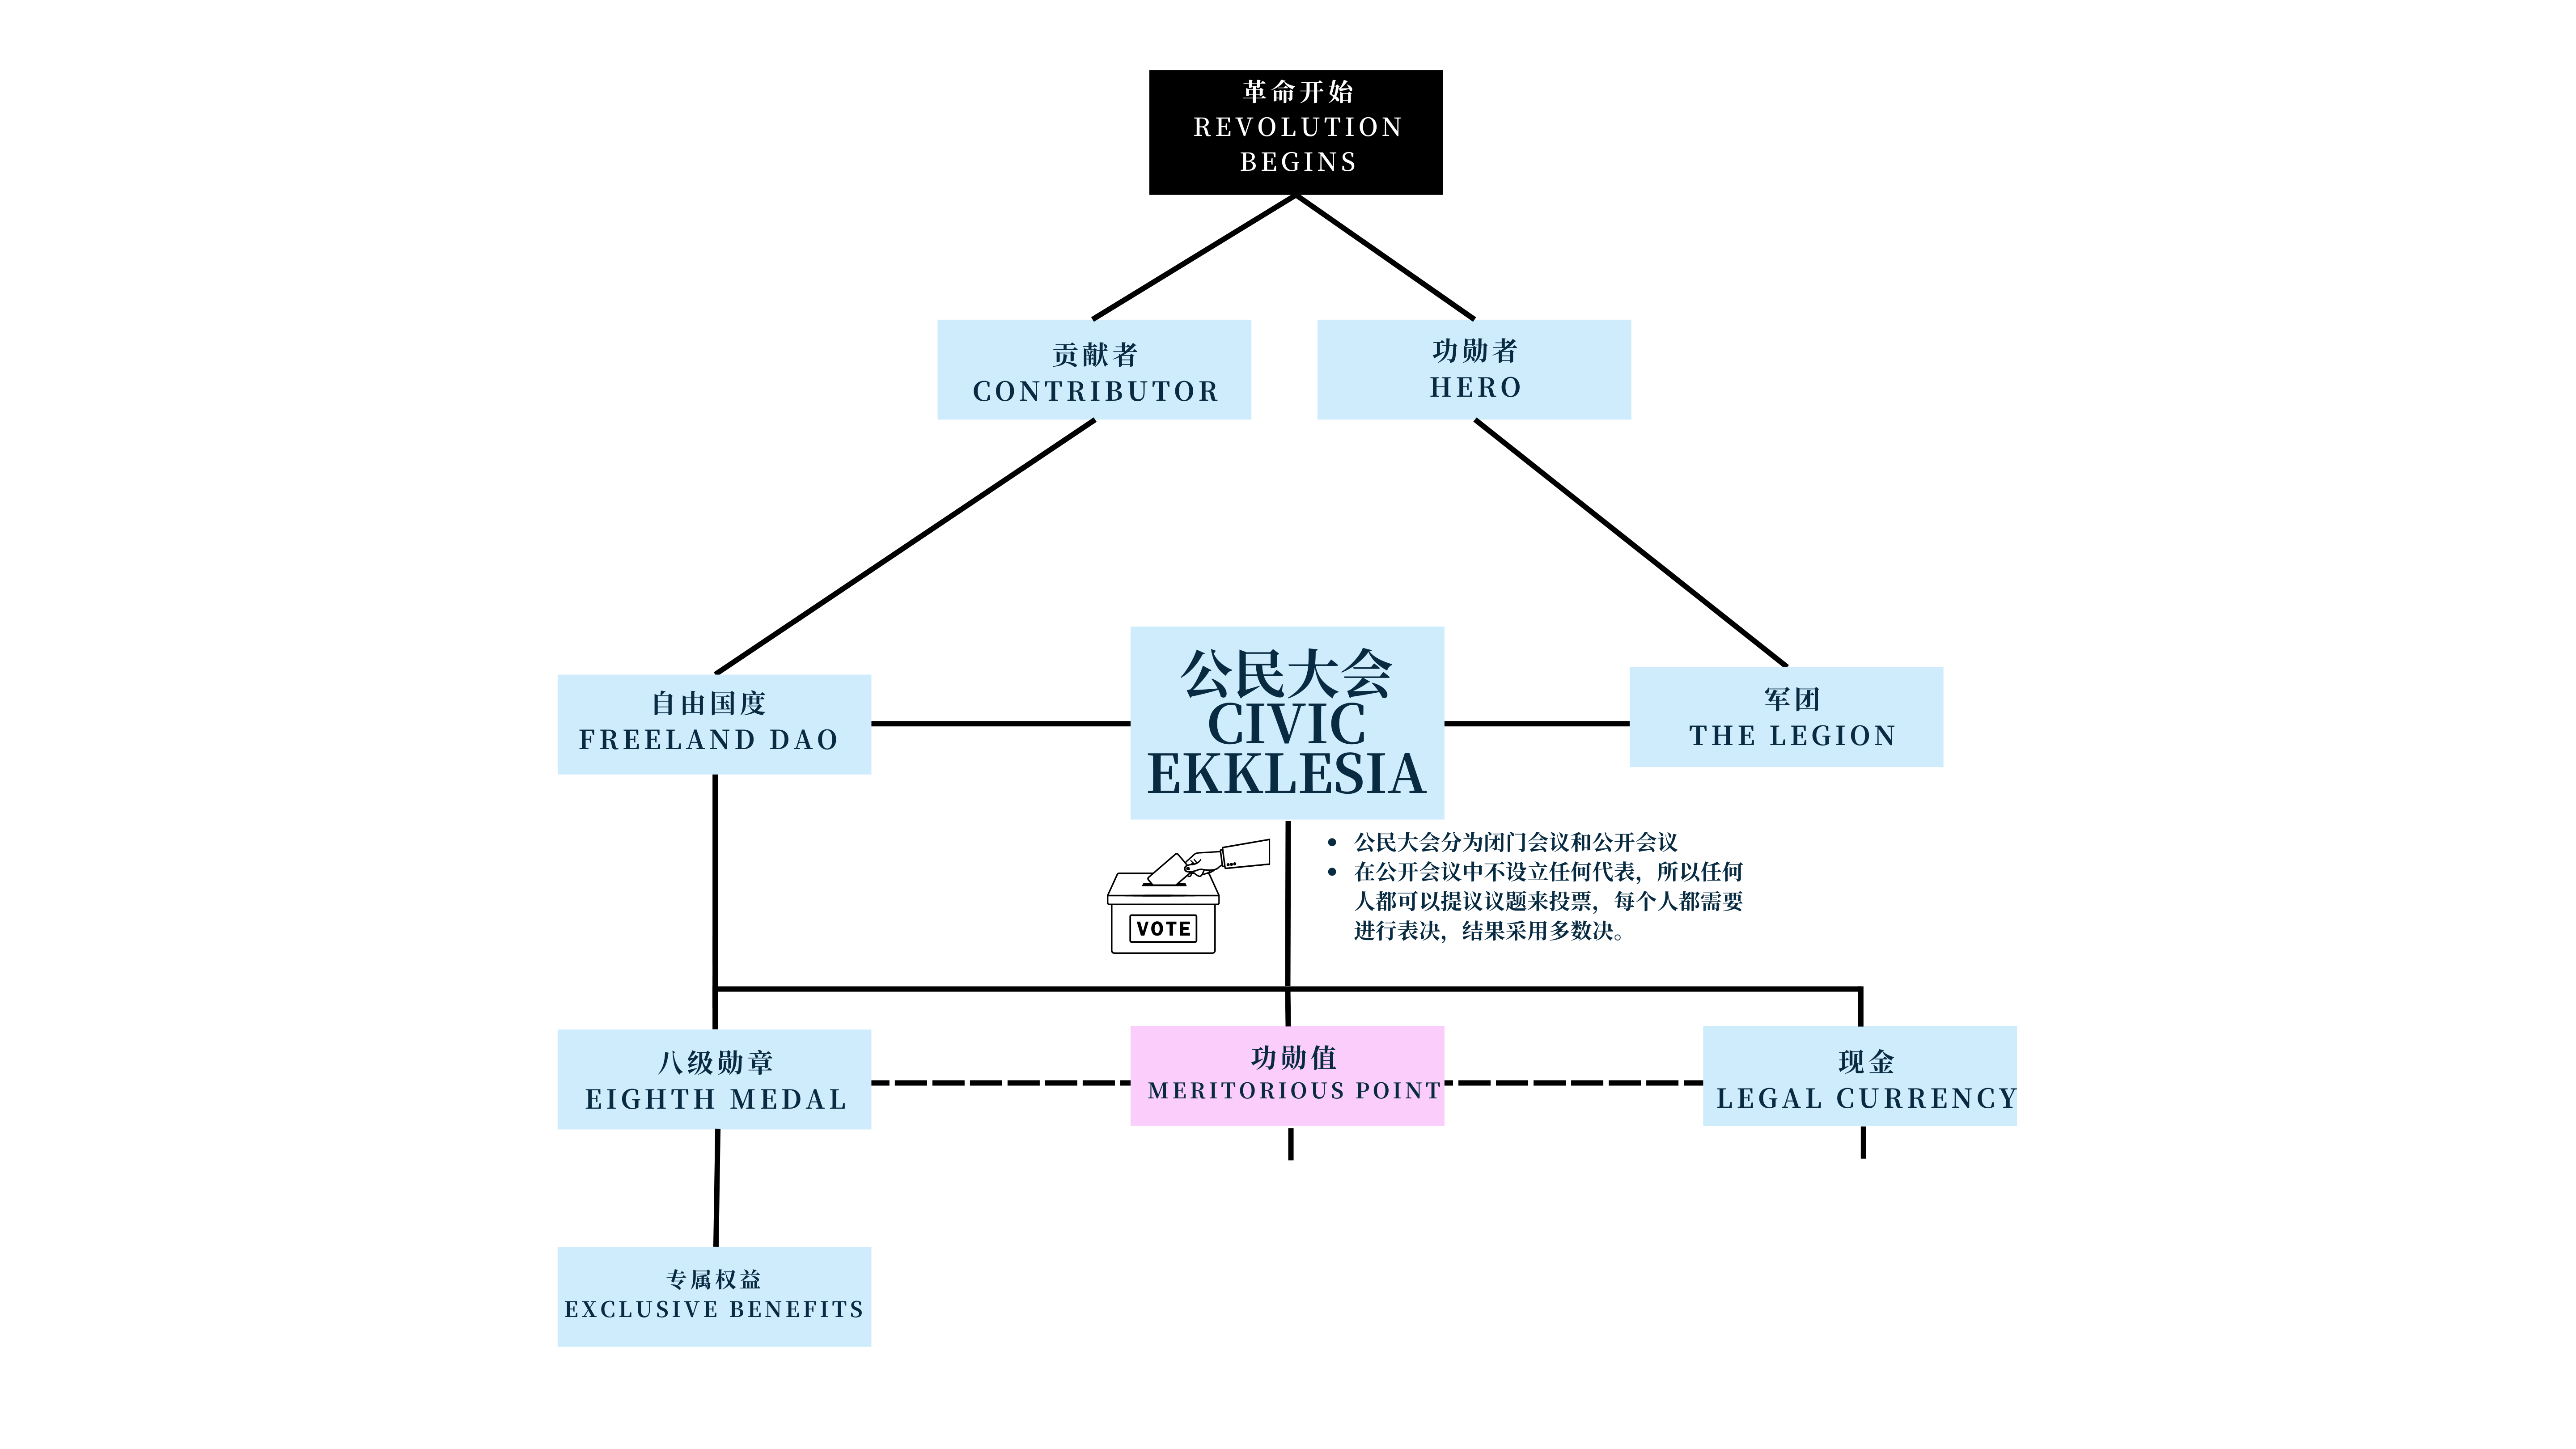 革命开始
REVOLUTION
BEGINS
贡献者
CONTRIBUTOR
功勋者
HERO
自由国度
FREELAND DAO
公民大会
CIVIC
EKKLESIA
军团
THE LEGION
VOTE
• 公民大会分为闭门会议和公开会议
• 在公开会议中不设立任何代表，所以任何
人都可以提议议题来投票，每个人都需要
进行表决，结果采用多数决。
八级勋章
EIGHTH MEDAL
功勋值
MERITORIOUS POINT
现金
LEGAL CURRENCY
专属权益
EXCLUSIVE BENEFITS